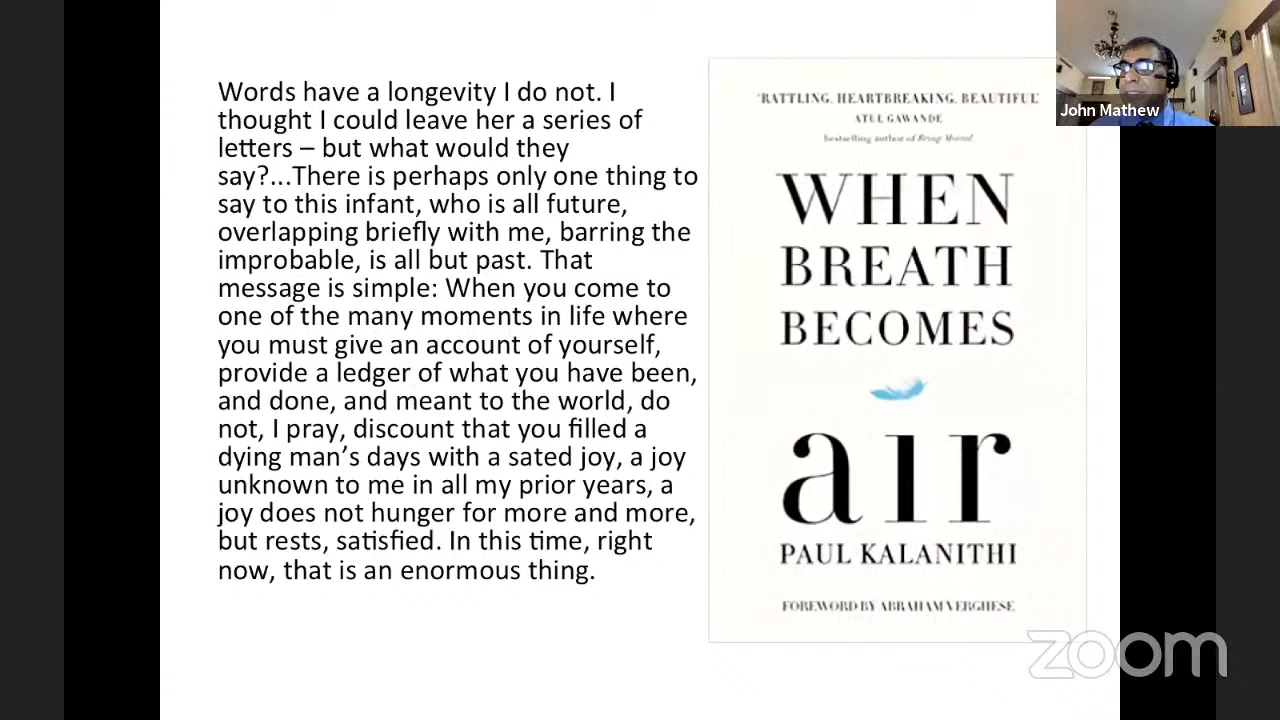 Words have a longevity I do not. I
thought I could leave her a series of
letters – but what would they
say?...There is perhaps only one thing to
say to this infant, who is all future,
overlapping briefly with me, barring the
improbable, is all but past. That
message is simple: When you come to
one of the many moments in life where
you must give an account of yourself,
provide a ledger of what you have been,
and done, and meant to the world, do
not, I pray, discount that you filled a
dying man’s days with a sated joy, a joy
unknown to me in all my prior years, a
joy does not hunger for more and more,
but rests, satisfied. In this time, right
now, that is an enormous thing.
'RATTLING. HEARTBREAKING. BEAUTIFUL'
ATUL GAWANDE
bestselling author of Being Mortal
WHEN
BREATH
BECOMES
air
PAUL KALANITHI
FOREWORD BY ABRAHAM VERGHESE
John Mathew
zoom